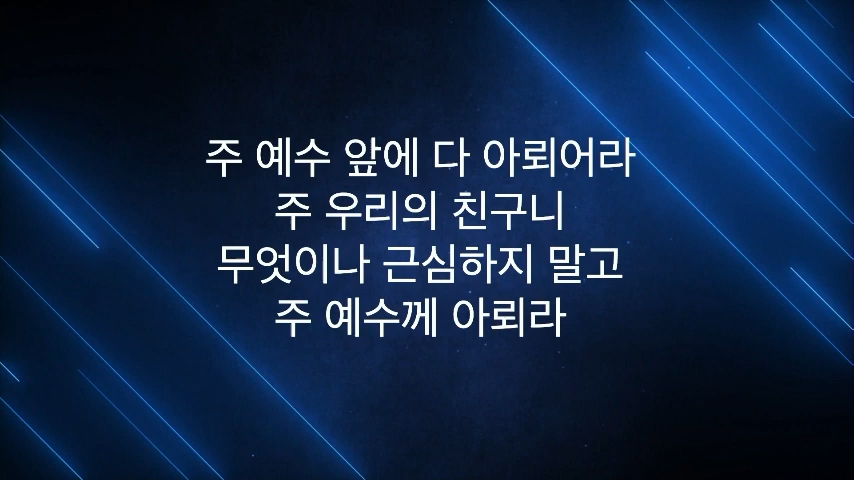 주 예수 앞에 다 아뢰어라
주 우리의 친구니
무엇이나 근심하지 말고
주 예수께 아뢰라